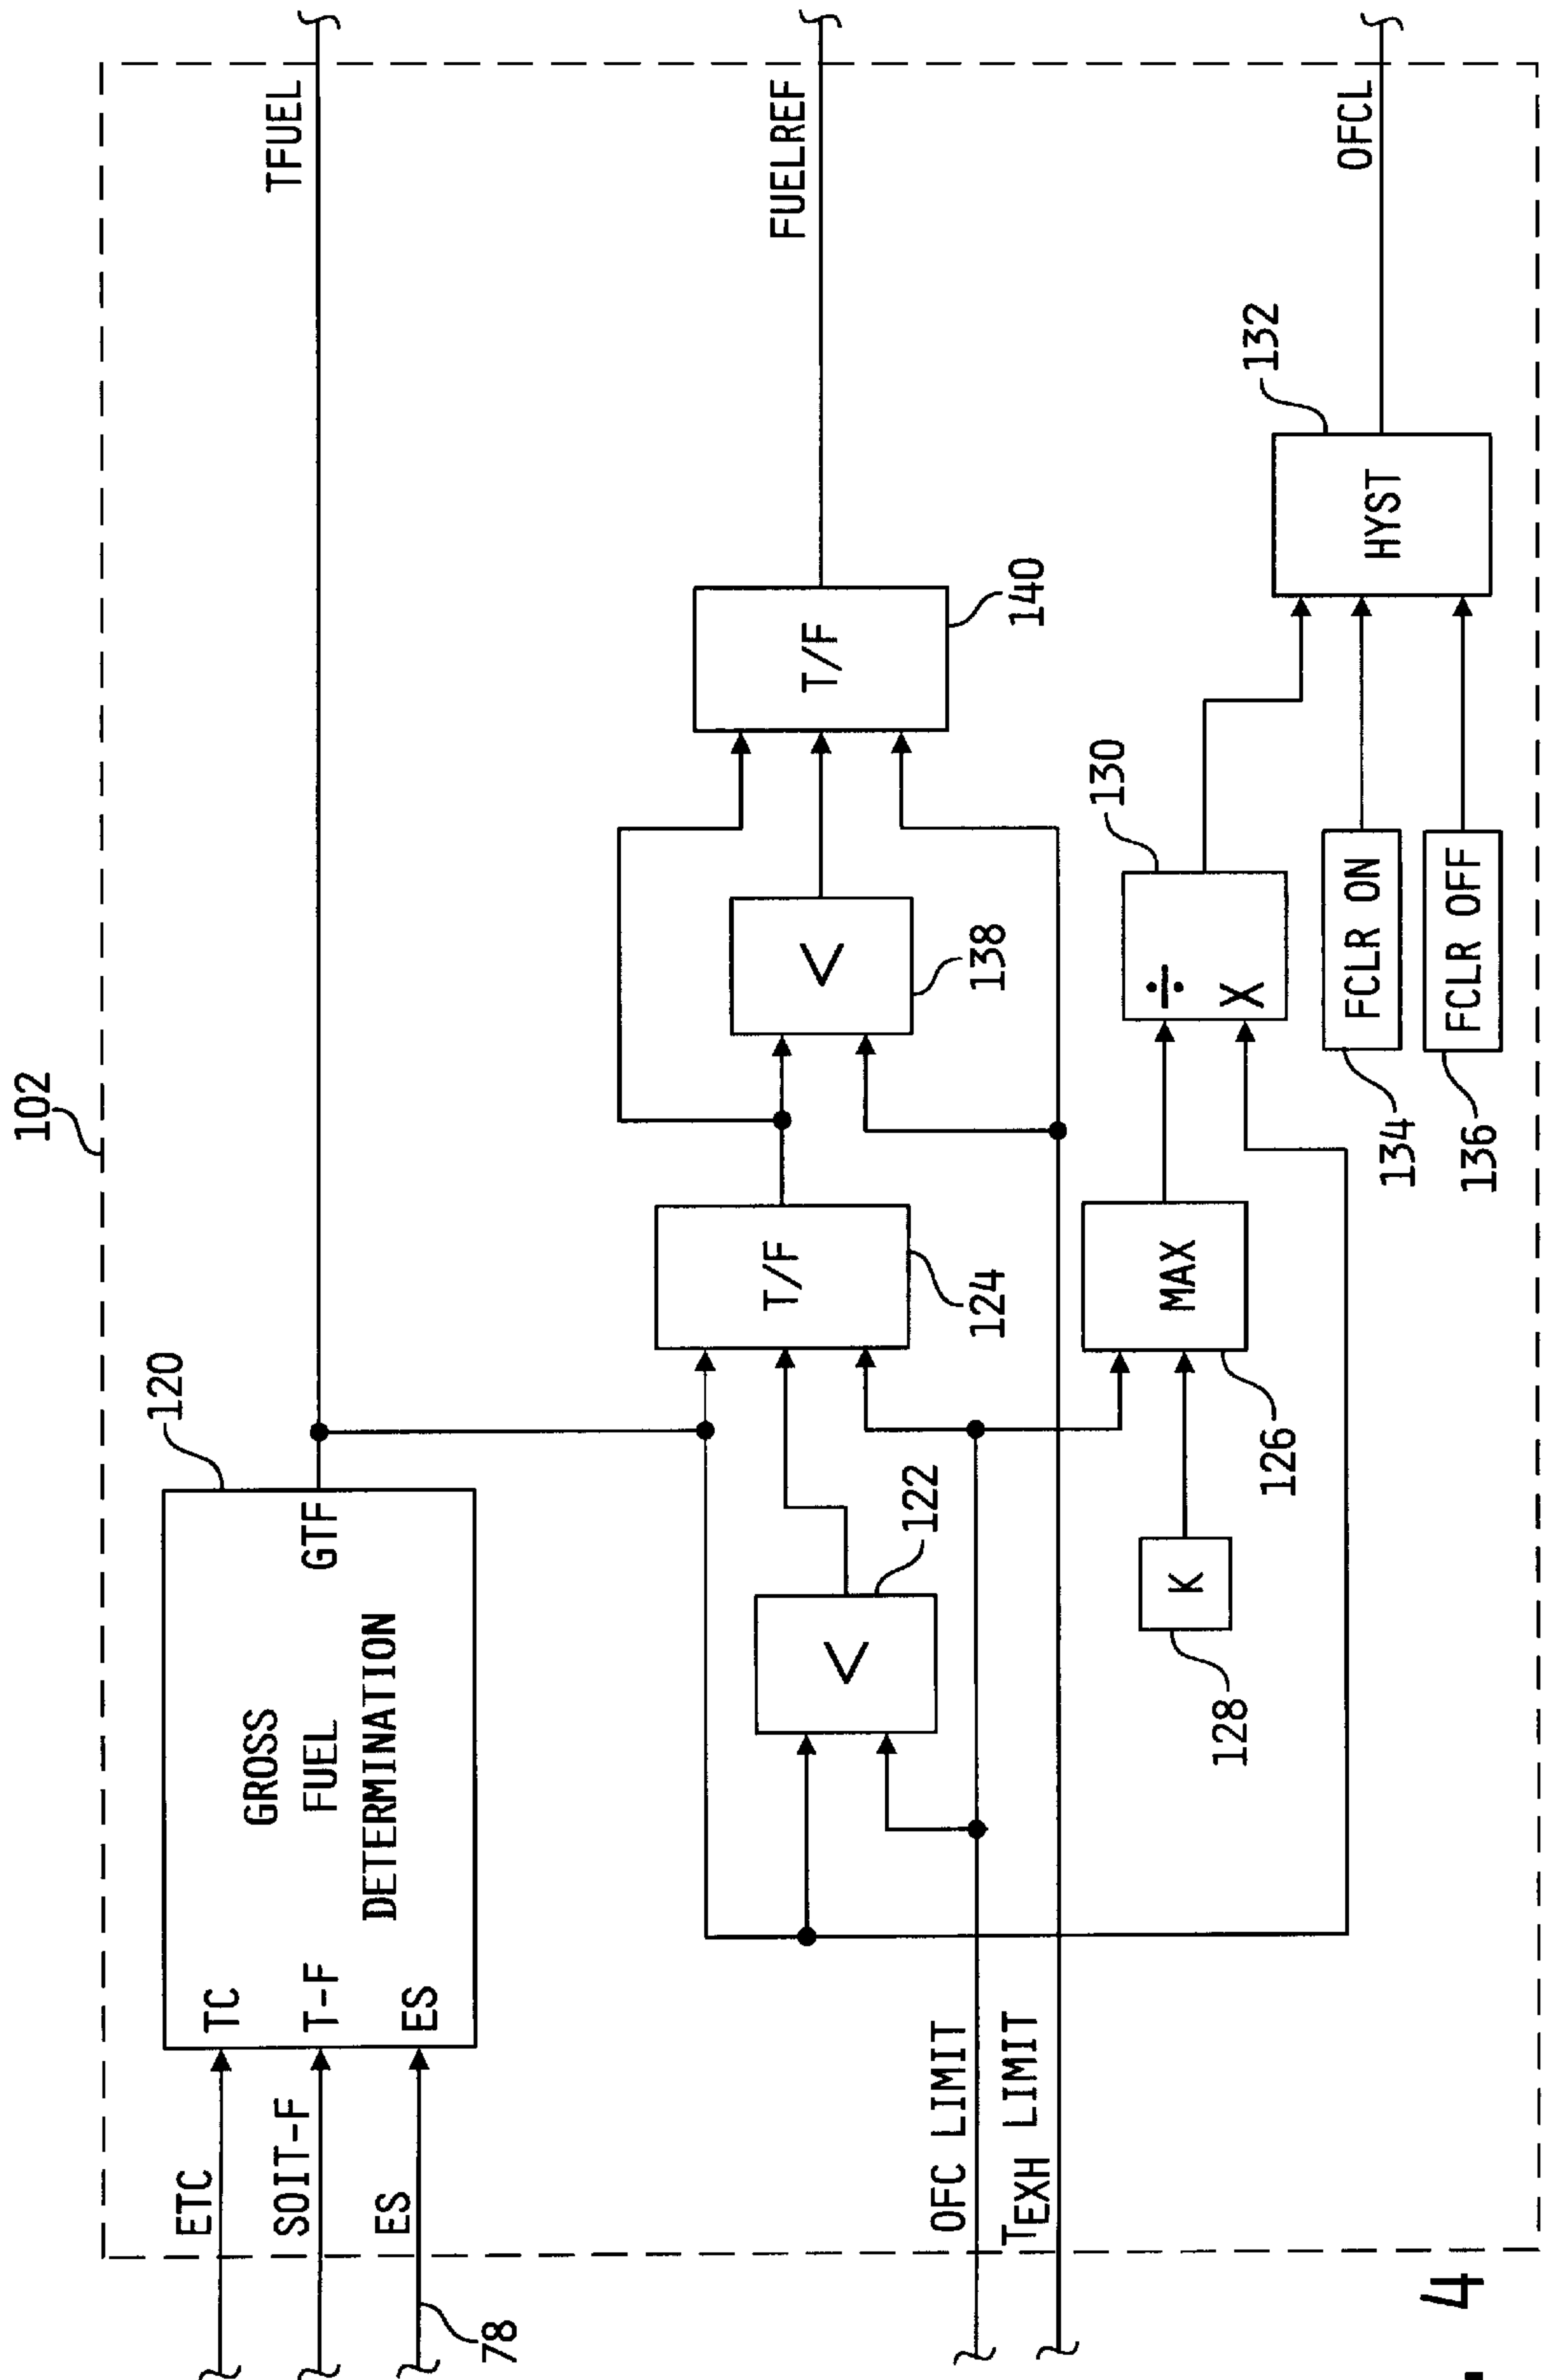 102
ETC
SOIT-F
ES
78
TC
T-F
ES
GROSS
FUEL
DETERMINATION
GTF
120
TFUEL
OFC LIMIT
TEXH LIMIT
<
122
T/F
124
<
138
T/F
140
FUELREF
K
128
MAX
126
÷
X
130
FCLR ON
134
FCLR OFF
136
HYST
132
OFCL
4